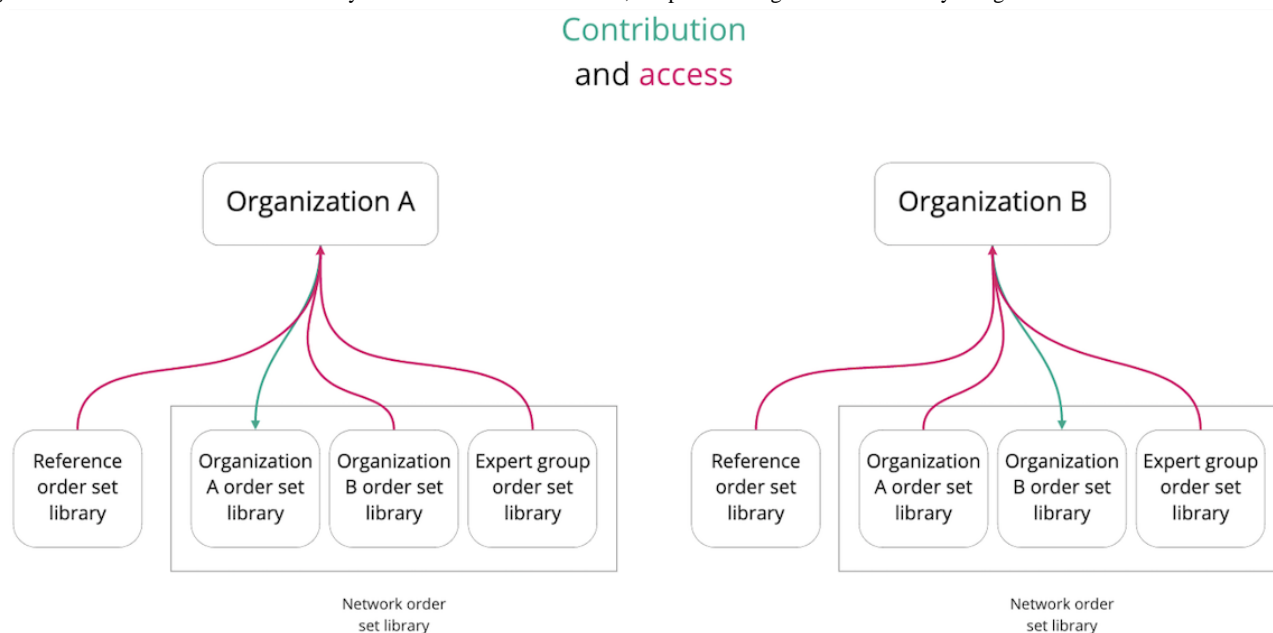 Contribution
and access
Organization A
Organization B
Reference
order set
library
Organization
A order set
library
Organization
B order set
library
Expert group
order set
library
Reference
order set
library
Organization
A order set
library
Organization
B order set
library
Expert group
order set
library
Network order
set library
Network order
set library